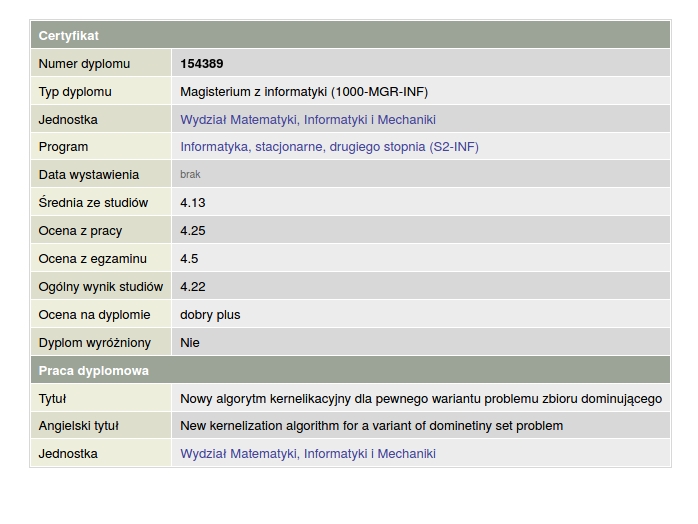 Certyfikat
Numer dyplomu 154389
Typ dyplomu Magisterium z informatyki (1000-MGR-INF)
Jednostka Wydział Matematyki, Informatyki i Mechaniki
Program Informatyka, stacjonarne, drugiego stopnia (S2-INF)
Data wystawienia brak
Średnia ze studiów 4.13
Ocena z pracy 4.25
Ocena z egzaminu 4.5
Ogólny wynik studiów 4.22
Ocena na dyplomie dobry plus
Dyplom wyróżniony Nie
Praca dyplomowa
Tytuł Nowy algorytm kernelikacyjny dla pewnego wariantu problemu zbioru dominującego
Angielski tytuł New kernelization algorithm for a variant of dominetiny set problem
Jednostka Wydział Matematyki, Informatyki i Mechaniki